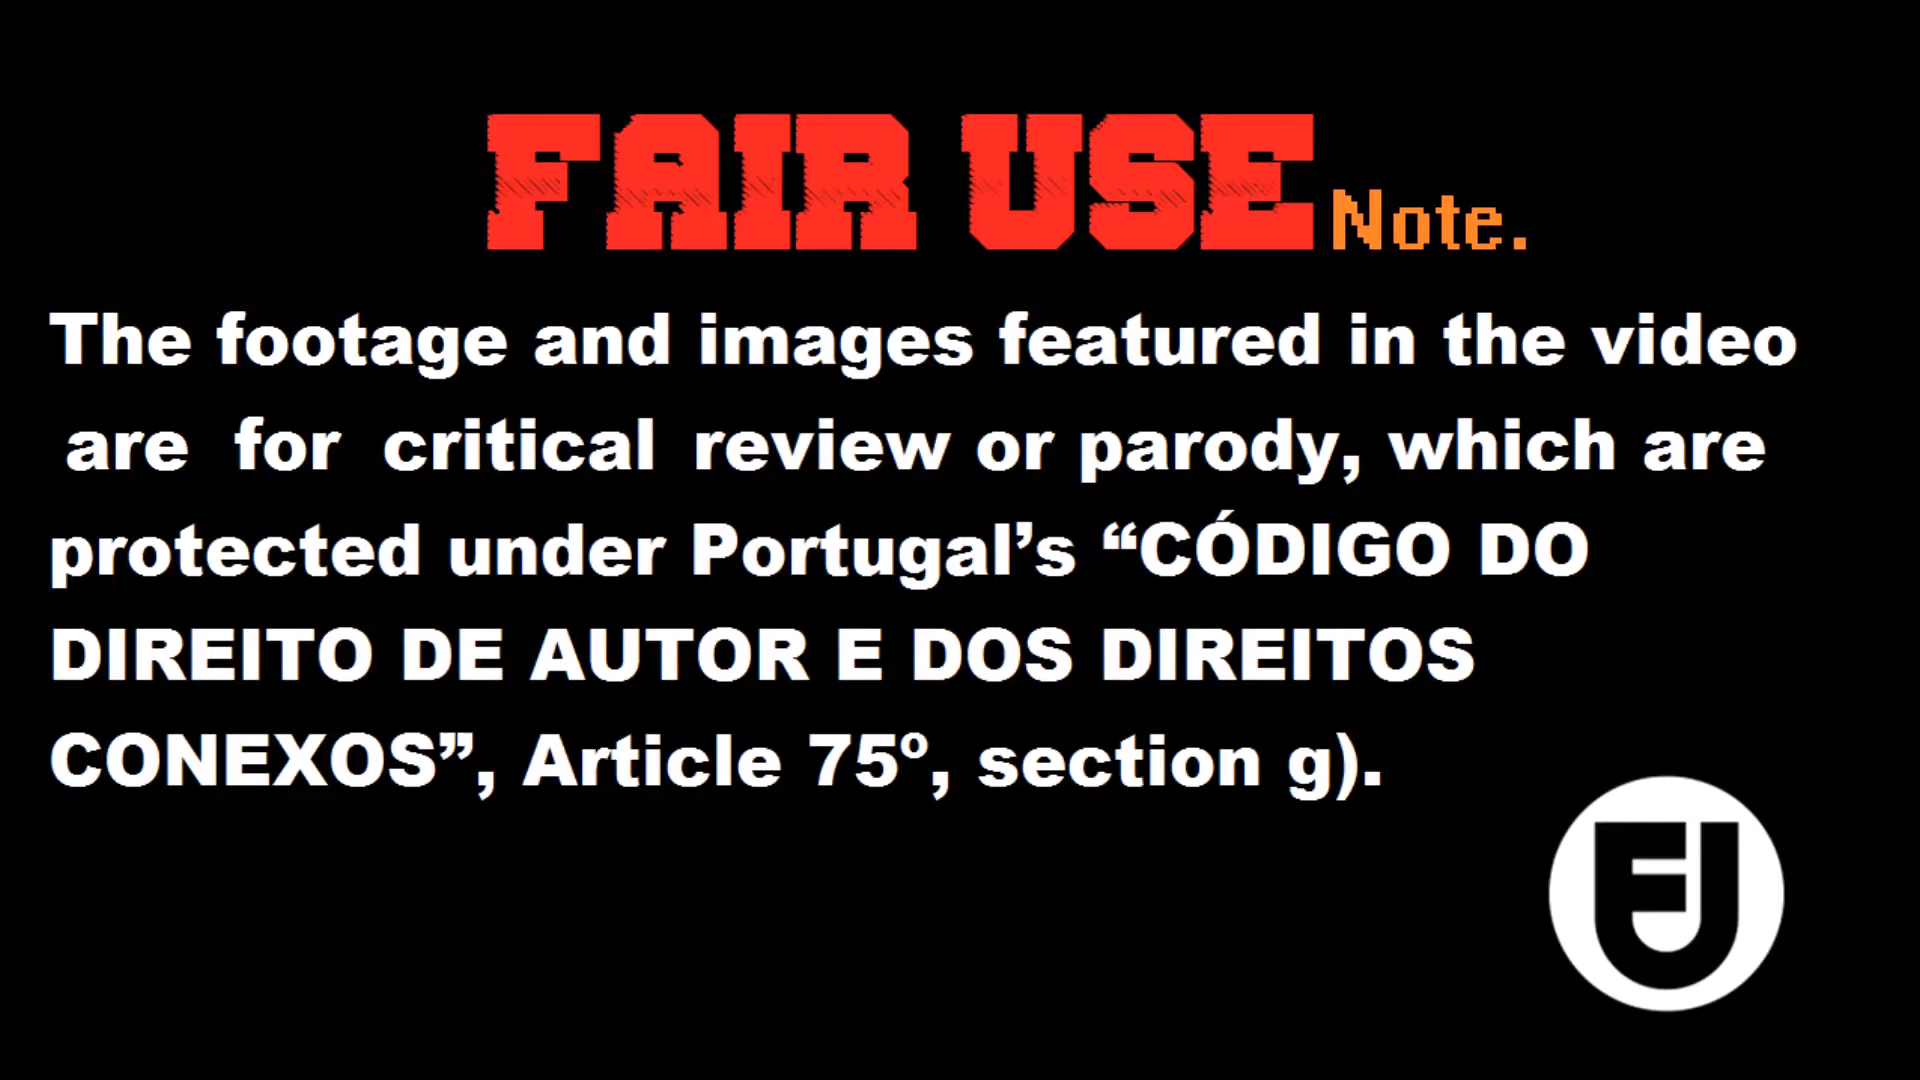 FAIR USE Note.
The footage and images featured in the video
are for critical review or parody, which are
protected under Portugal’s “CÓDIGO DO
DIREITO DE AUTOR E DOS DIREITOS
CONEXOS”, Article 75º, section g).